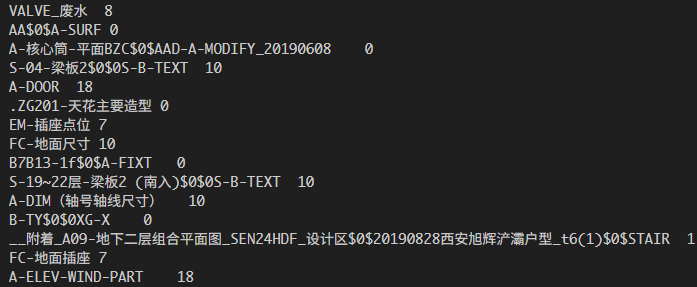 VALVE_废水  8
AA$0$A-SURF 0
A-核心筒-平面BZC$0$AAD-A-MODIFY_20190608    0
S-04-梁板2$0$0S-B-TEXT  10
A-DOOR  18
.ZG201-天花主要造型 0
EM-插座点位 7
FC-地面尺寸 10
B7B13-1f$0$A-FIXT   0
S-19~22层-梁板2 (南入)$0$0S-B-TEXT  10
A-DIM（轴号轴线尺寸）   10
B-TY$0$0XG-X    0
__附着_A09-地下二层组合平面图_SEN24HDF_设计区$0$20190828西安旭辉浐灞户型_t6(1)$0$STAIR  1
FC-地面插座 7
A-ELEV-WIND-PART    18